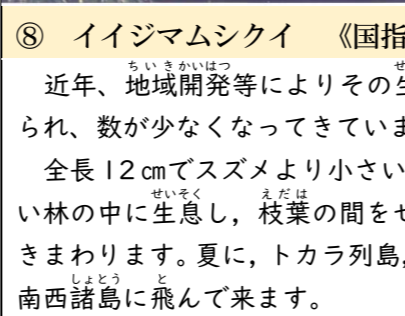 ⑧　イイジマムシクイ　《国指
近年、地域開発等によりその生
られ、数が少なくなってきていま
全長12㎝でスズメより小さい
い林の中に生息し，枝葉の間をせ
きまわります。夏に，トカラ列島，
南西諸島に飛んで来ます。